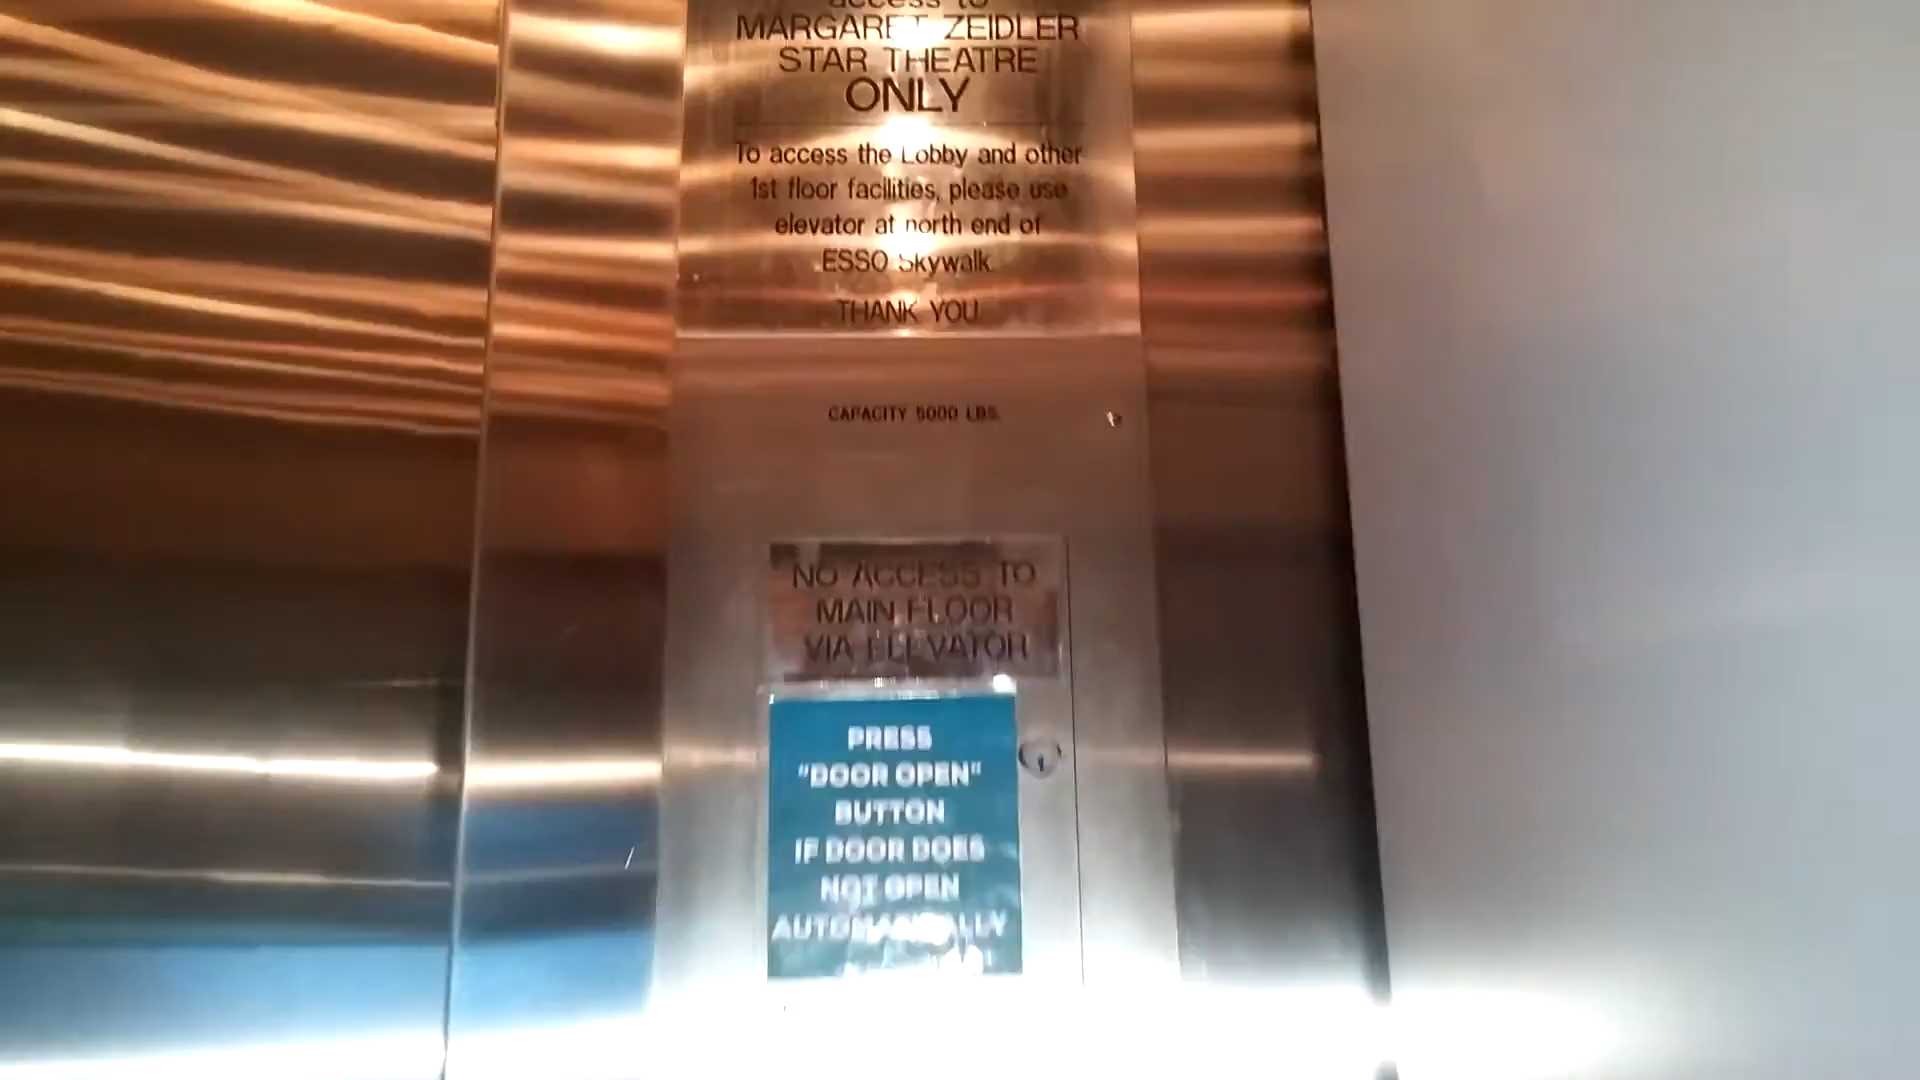 access to
MARGARET ZEIDLER
STAR THEATRE
ONLY
To access the Lobby and other
1st floor facilities, please use
elevator at north end of
ESSO Skywalk.
THANK YOU
CAPACITY 5000 LBS.
NO ACCESS TO
MAIN FLOOR
VIA ELEVATOR
PRESS
"DOOR OPEN"
BUTTON
IF DOOR DOES
NOT OPEN
AUTOMATICALLY